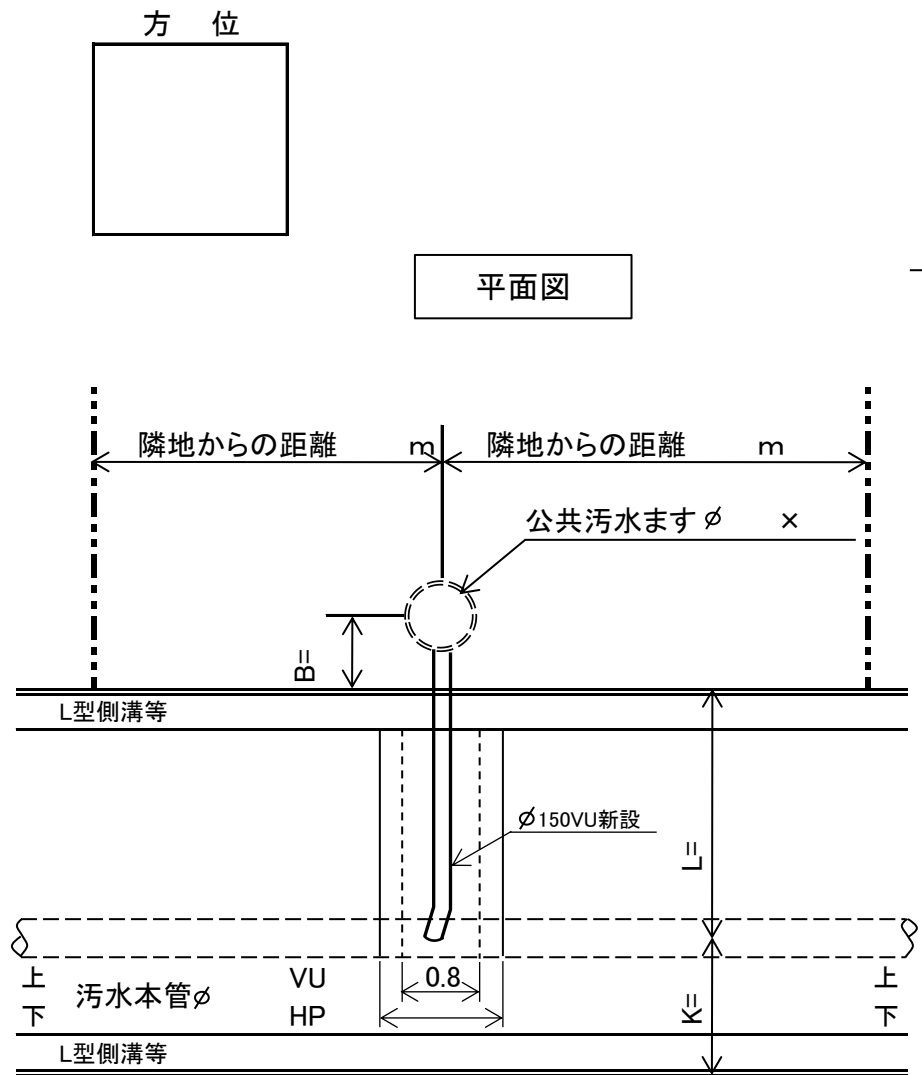 方 位
平面図
隣地からの距離 m 隣地からの距離 m
公共汚水ます∅ ×
B=
L型側溝等
∅150VU新設
L=
上 VU 0.8 上
汚水本管∅
下 HP K= 下
L型側溝等